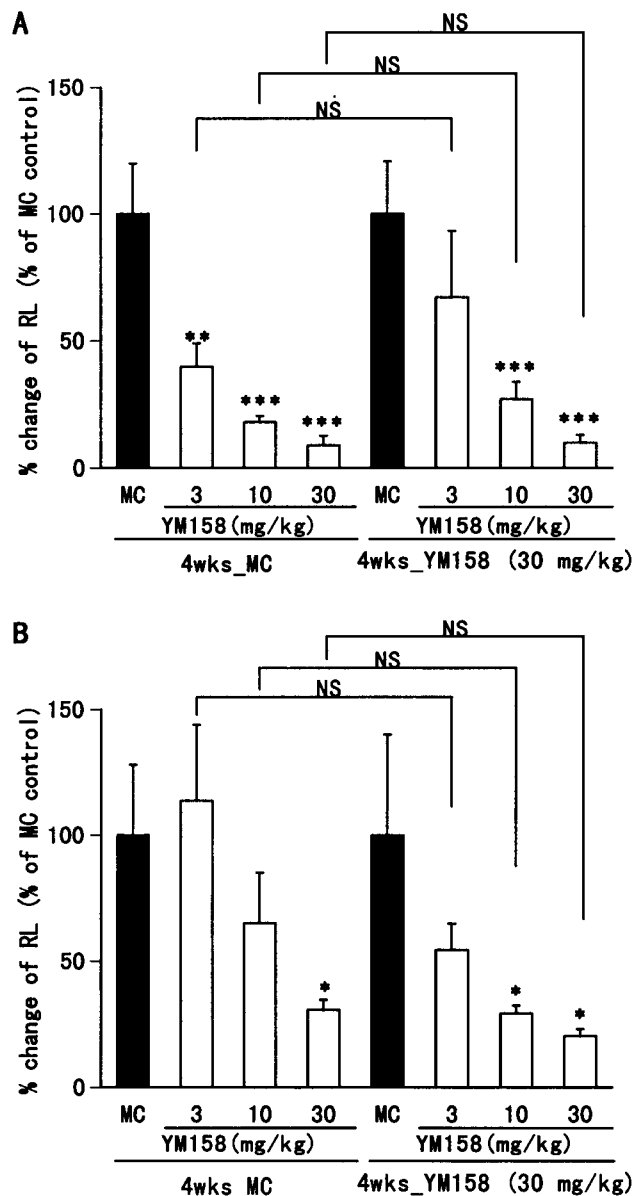 A
NS
NS
NS
% change of RL (% of MC control)
150
100
50
0
** *** *** *** ***
MC 3 10 30 MC 3 10 30
YM158(mg/kg) YM158(mg/kg)
4wks_MC 4wks_YM158 (30 mg/kg)
B
NS
NS
NS
% change of RL (% of MC control)
150
100
50
0
* * *
MC 3 10 30 MC 3 10 30
YM158(mg/kg) YM158(mg/kg)
4wks MC 4wks_YM158 (30 mg/kg)